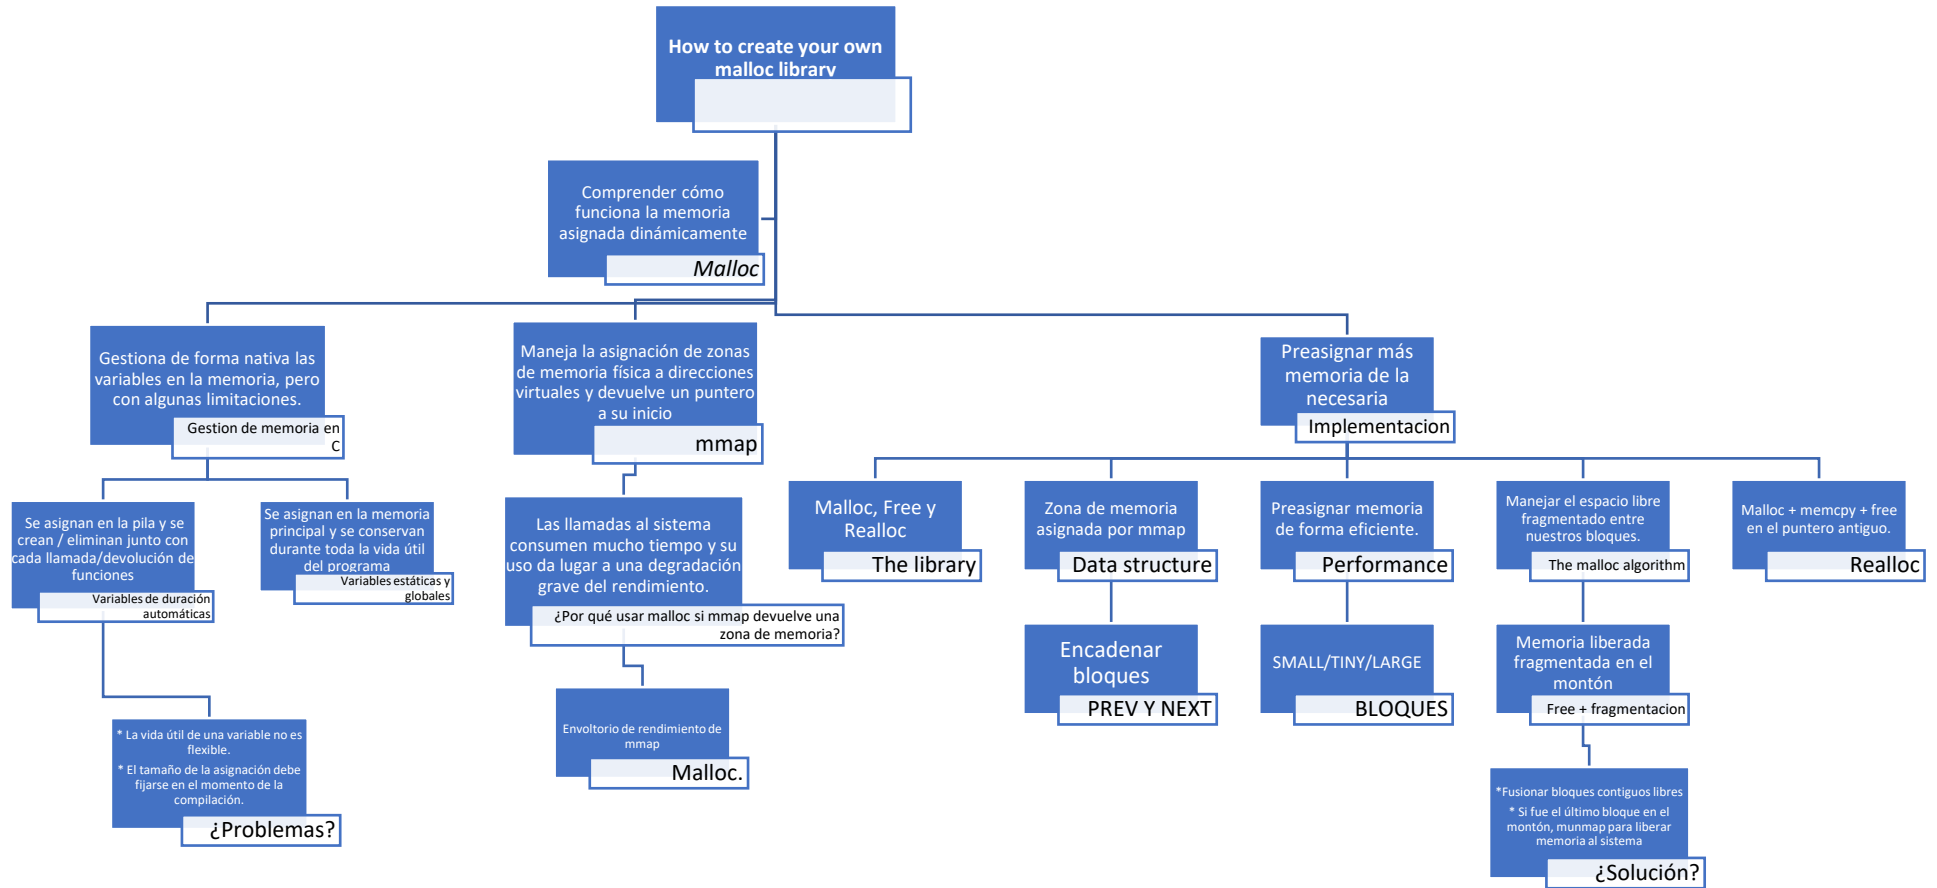 How to create your own
malloc library
Comprender cómo
funciona la memoria
asignada dinámicamente
Malloc
Gestiona de forma nativa las
variables en la memoria, pero
con algunas limitaciones.
Gestion de memoria en
C
Maneja la asignación de zonas
de memoria física a direcciones
virtuales y devuelve un puntero
a su inicio
mmap
Preasignar más
memoria de la
necesaria
Implementacion
Se asignan en la pila y se
crean / eliminan junto con
cada llamada/devolución de
funciones
Variables de duración
automáticas
Se asignan en la memoria
principal y se conservan
durante toda la vida útil
del programa
Variables estáticas y
globales
Las llamadas al sistema
consumen mucho tiempo y su
uso da lugar a una degradación
grave del rendimiento.
¿Por qué usar malloc si mmap devuelve una
zona de memoria?
Malloc, Free y
Realloc
The library
Zona de memoria
asignada por mmap
Data structure
Preasignar memoria
de forma eficiente.
Performance
Manejar el espacio libre
fragmentado entre
nuestros bloques.
The malloc algorithm
Malloc + memcpy + free
en el puntero antiguo.
Realloc
* La vida útil de una variable no es
flexible.
* El tamaño de la asignación debe
fijarse en el momento de la
compilación.
¿Problemas?
Envoltorio de rendimiento de
mmap
Malloc.
Encadenar
bloques
PREV Y NEXT
SMALL/TINY/LARGE
BLOQUES
Memoria liberada
fragmentada en el
montón
Free + fragmentacion
*Fusionar bloques contiguos libres
* Si fue el último bloque en el
montón, munmap para liberar
memoria al sistema
¿Solución?